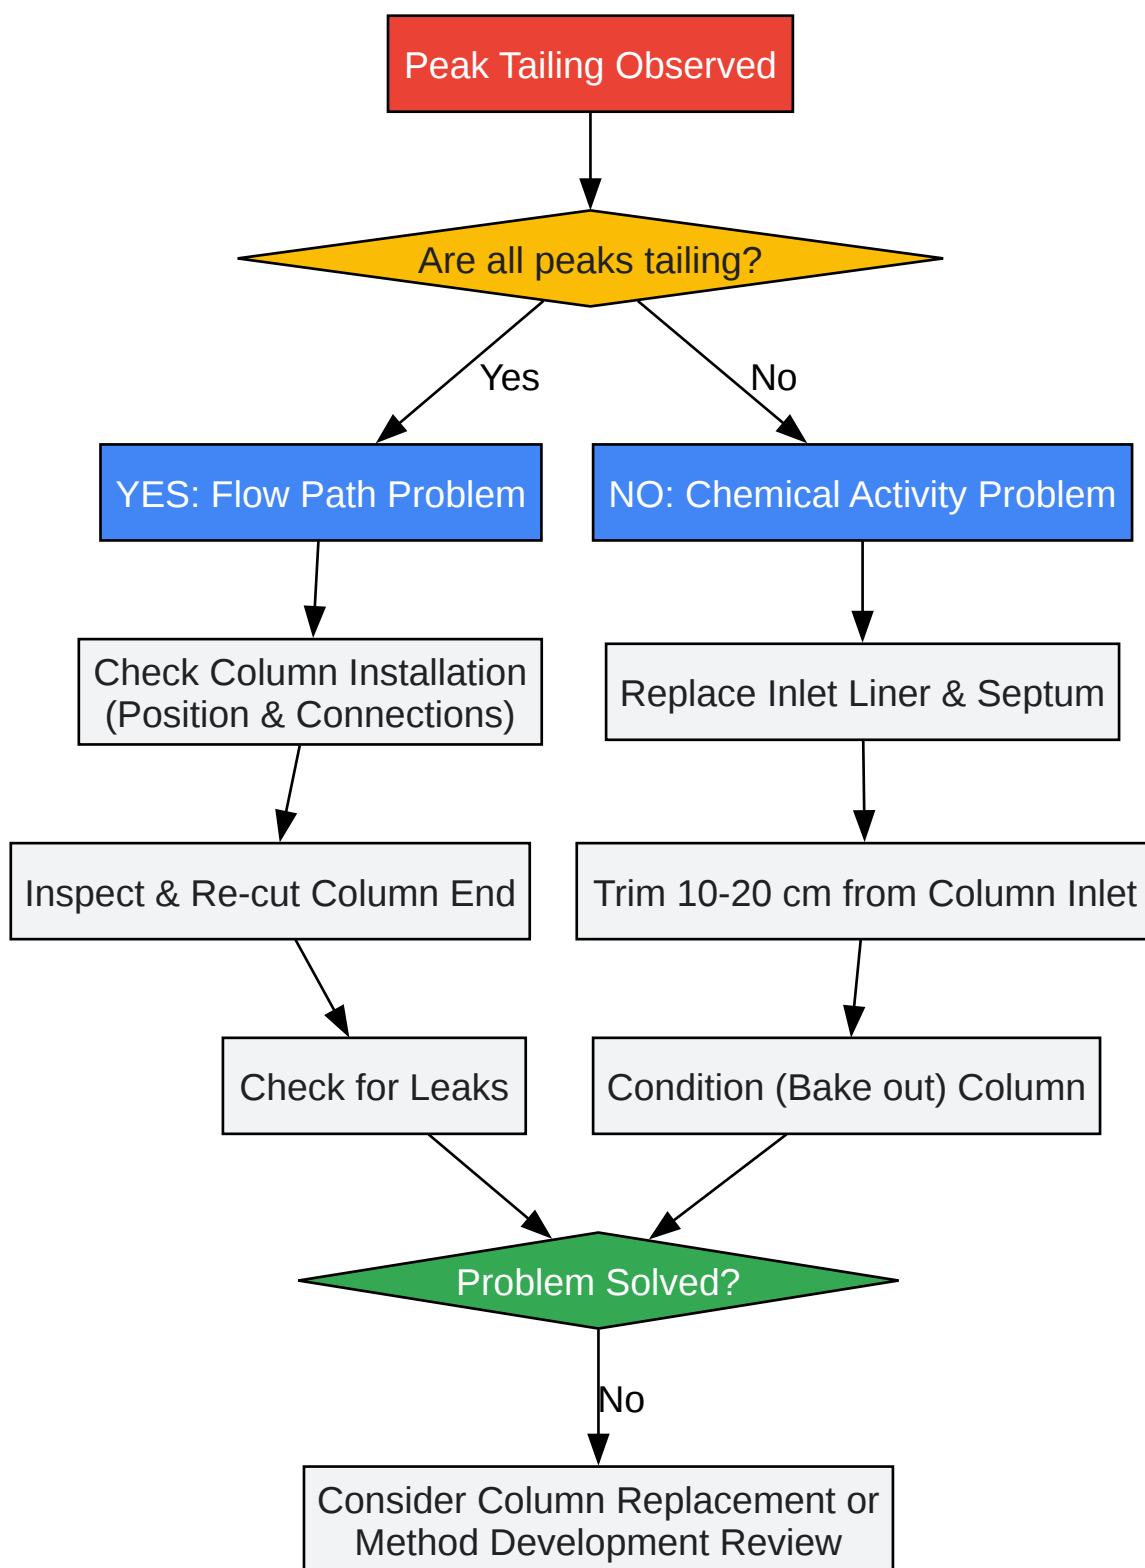 Peak Tailing Observed
Are all peaks tailing?
Yes
No
YES: Flow Path Problem
NO: Chemical Activity Problem
Check Column Installation
(Position & Connections)
Replace Inlet Liner & Septum
Inspect & Re-cut Column End
Trim 10-20 cm from Column Inlet
Check for Leaks
Condition (Bake out) Column
Problem Solved?
No
Consider Column Replacement or
Method Development Review